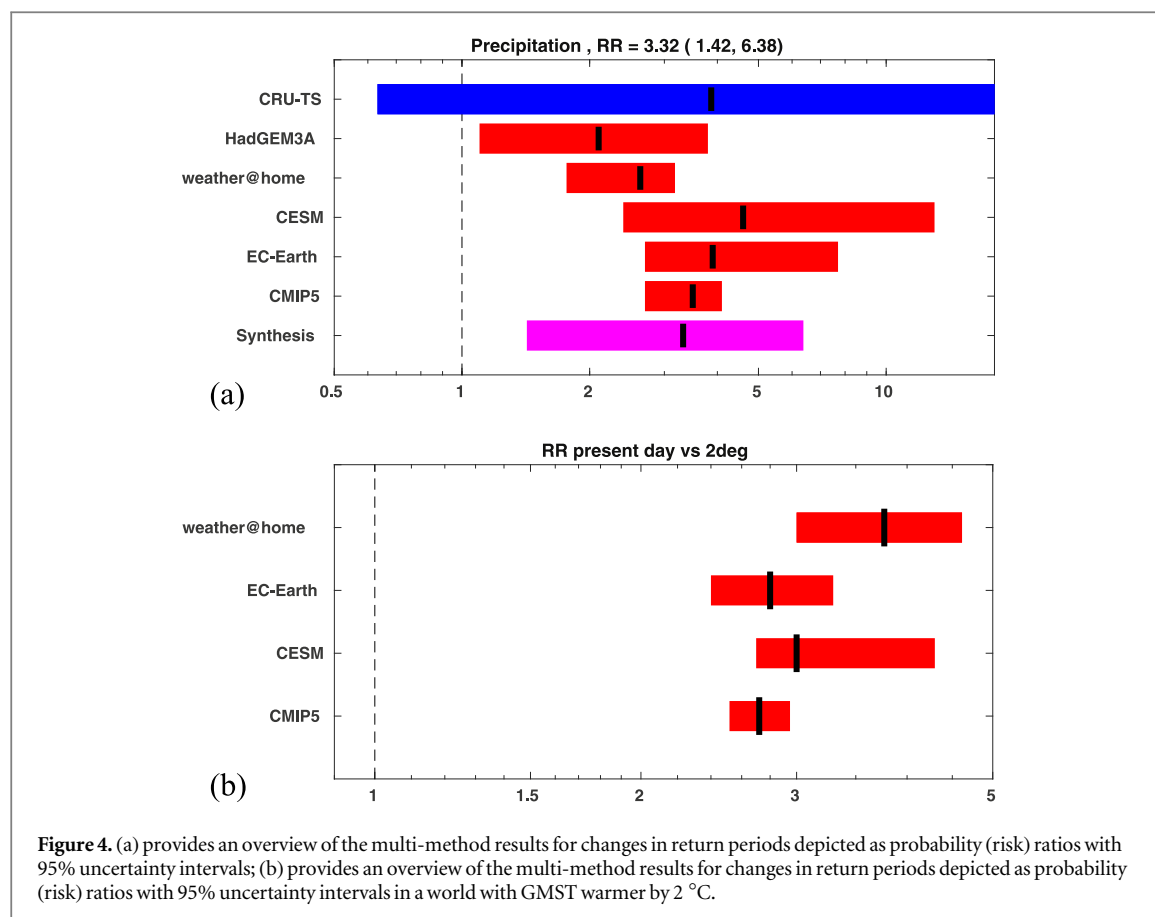 Precipitation , RR = 3.32 ( 1.42, 6.38)
CRU-TS
HadGEM3A
weather@home
CESM
EC-Earth
CMIP5
Synthesis
(a)
0.5 1 2 5 10
RR present day vs 2deg
weather@home
EC-Earth
CESM
CMIP5
(b)
1 1.5 2 3 5
Figure 4. (a) provides an overview of the multi-method results for changes in return periods depicted as probability (risk) ratios with
95% uncertainty intervals; (b) provides an overview of the multi-method results for changes in return periods depicted as probability
(risk) ratios with 95% uncertainty intervals in a world with GMST warmer by 2 °C.